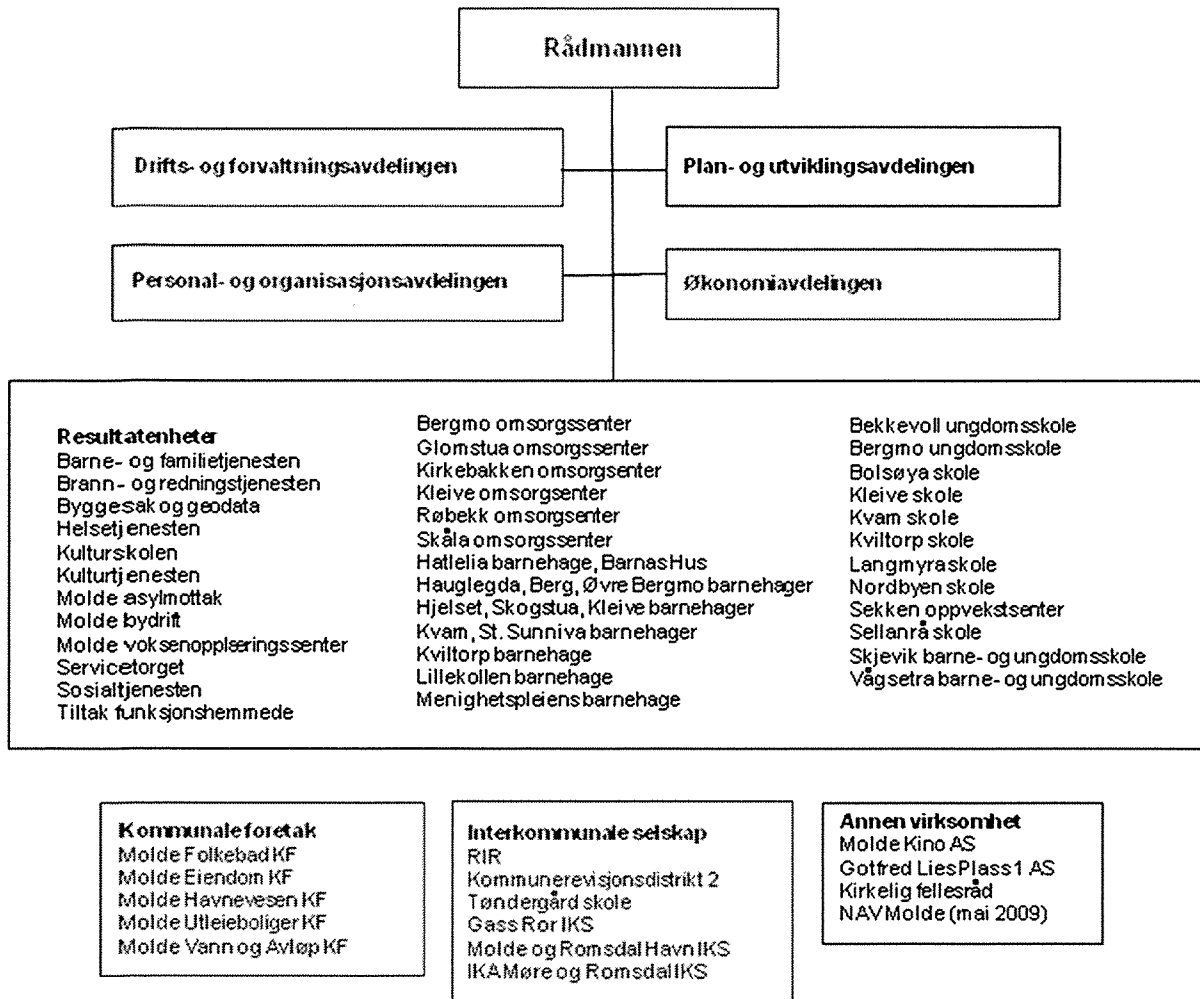 Rådmannen
Drifts- og forvaltningsavdelingen
Plan- og utviklingsavdelingen
Personal- og organisasjonsavdelingen
Økonomiavdelingen
Resultatenheter
Barne- og familietjenesten
Brann- og redningstjenesten
Byggesak og geodata
Helsetjenesten
Kulturskolen
Kulturtjenesten
Molde asylmottak
Molde bydrift
Molde voksenopplæringssenter
Servicetorget
Sosialtjenesten
Tiltak funksjonshemmede
Bergmo omsorgssenter
Glomstua omsorgssenter
Kirkebakken omsorgsenter
Kleive omsorgsenter
Røbekk omsorgsenter
Skåla omsorgssenter
Hatlelia barnehage, Barnas Hus
Hauglegda, Berg, Øvre Bergmo barnehager
Hjelset, Skogstua, Kleive barnehager
Kvam, St. Sunniva barnehager
Kviltorp barnehage
Lillekollen barnehage
Menighetspleiens barnehage
Bekkevoll ungdomsskole
Bergmo ungdomsskole
Bolsøya skole
Kleive skole
Kvam skole
Kviltorp skole
Langmyra skole
Nordbyen skole
Sekken oppvekstsenter
Sellanrå skole
Skjevik barne- og ungdomsskole
Vågsetra barne- og ungdomsskole
Kommunale foretak
Molde Folkebad KF
Molde Eiendom KF
Molde Havnevesen KF
Molde Utleieboliger KF
Molde Vann og Avløp KF
Interkommunale selskap
RIR
Kommunerevisjonsdistrikt 2
Tøndergård skole
Gass Ror IKS
Molde og Romsdal Havn IKS
IKA Møre og Romsdal IKS
Annen virksomhet
Molde Kino AS
Gotfred Lies Plass 1 AS
Kirkelig fellesråd
NAV Molde (mai 2009)